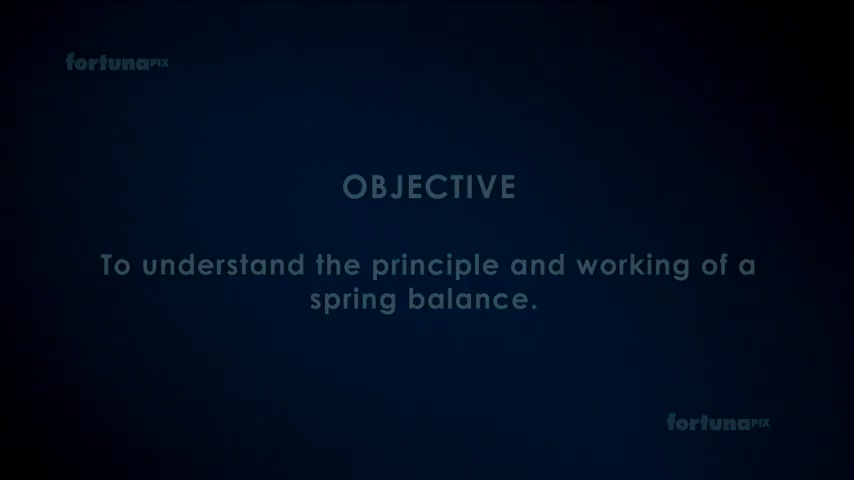 fortunaPIX
OBJECTIVE
To understand the principle and working of a
spring balance.
fortunaPIX